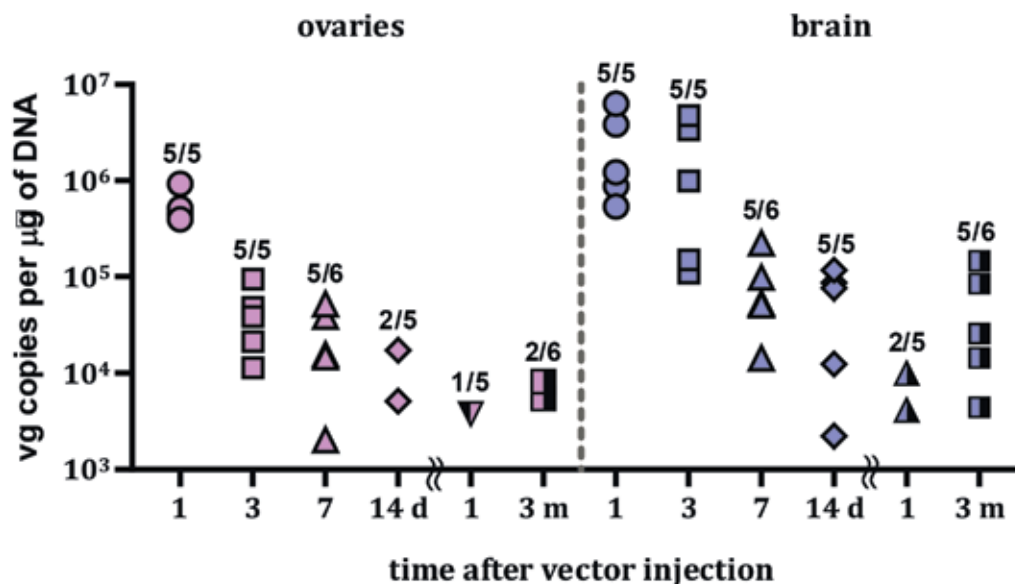 ovaries brain
vg copies per μg of DNA
10⁷
10⁶
10⁵
10⁴
10³
5/5 5/5 5/6 2/5 1/5 2/6
5/5 5/5 5/6 5/5 2/5 5/6
1 3 7 14 d 1 3 m 1 3 7 14 d 1 3 m
time after vector injection